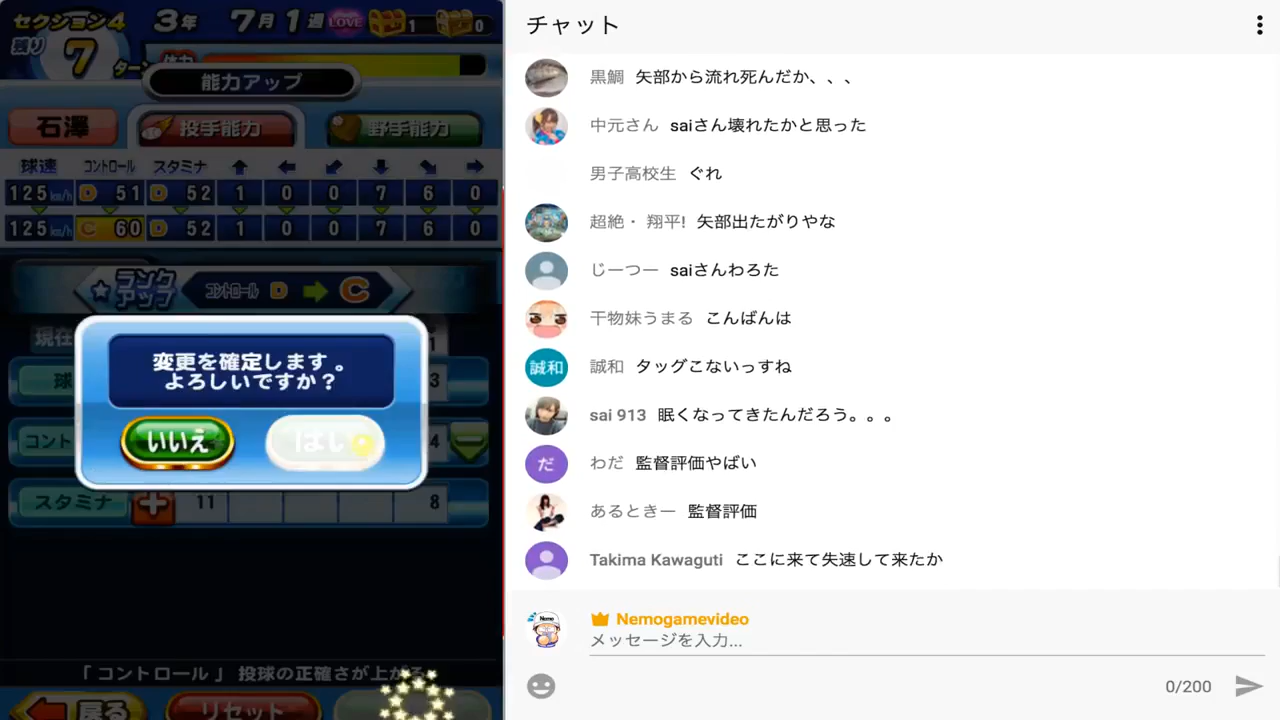 セクション4 3年 7月1週 LOVE 1 0
残り7ターン 体力
能力アップ
石澤 投手能力 野手能力
球速 コントロール スタミナ ↑ ← ↙ ↓ ↘ →
125km/h D 51 D 52 1 0 0 7 6 0
125km/h C 60 D 52 1 0 0 7 6 0
ランクアップ コントロール D → C
現在
変更を確定します。
よろしいですか？
いいえ はい
球 3
コント 4
スタミナ + 11 8
「コントロール」投球の正確さが上がる
戻る リセット
チャット
黒鯛 矢部から流れ死んだか、、、
中元さん saiさん壊れたかと思った
男子高校生 ぐれ
超絶・ 翔平! 矢部出たがりやな
じーつー saiさんわろた
干物妹うまる こんばんは
誠和 誠和 タッグこないっすね
sai 913 眠くなってきたんだろう。。。
だ わだ 監督評価やばい
あるときー 監督評価
Takima Kawaguti ここに来て失速して来たか
Nemogamevideo
メッセージを入力...
0/200